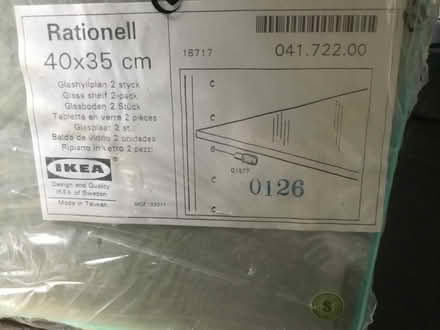 Rationell
40x35 cm
Glashyllplan 2 styck
Glass shelf 2-pack
Glasboden 2 Stück
Tablette en verre 2 pièces
Glasplaat 2 st.
Balda de vidrio 2 unidades
Ripiano in vetro 2 pezzi
IKEA
Design and Quality
IKEA of Sweden
Made in Taiwan
18717
041.722.00
0126
S